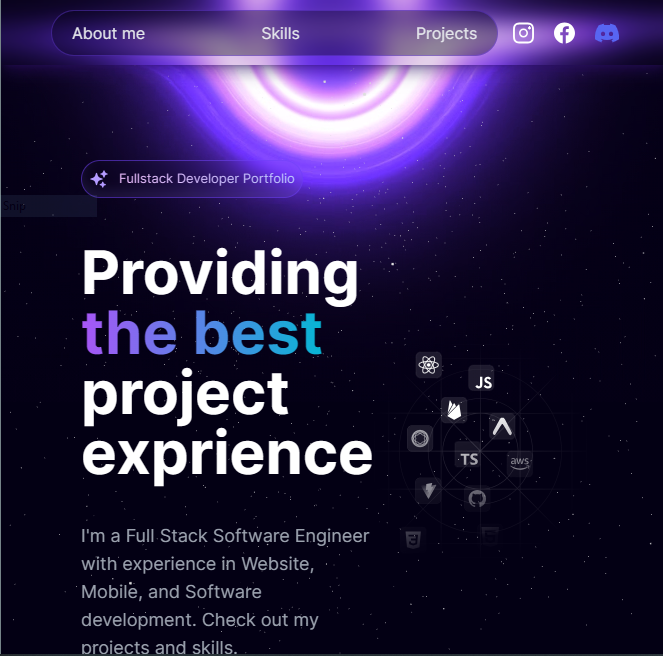 About me Skills Projects
Fullstack Developer Portfolio
Snip
Providing
the best
project
exprience
JS
TS
aws
I'm a Full Stack Software Engineer
with experience in Website,
Mobile, and Software
development. Check out my
projects and skills.